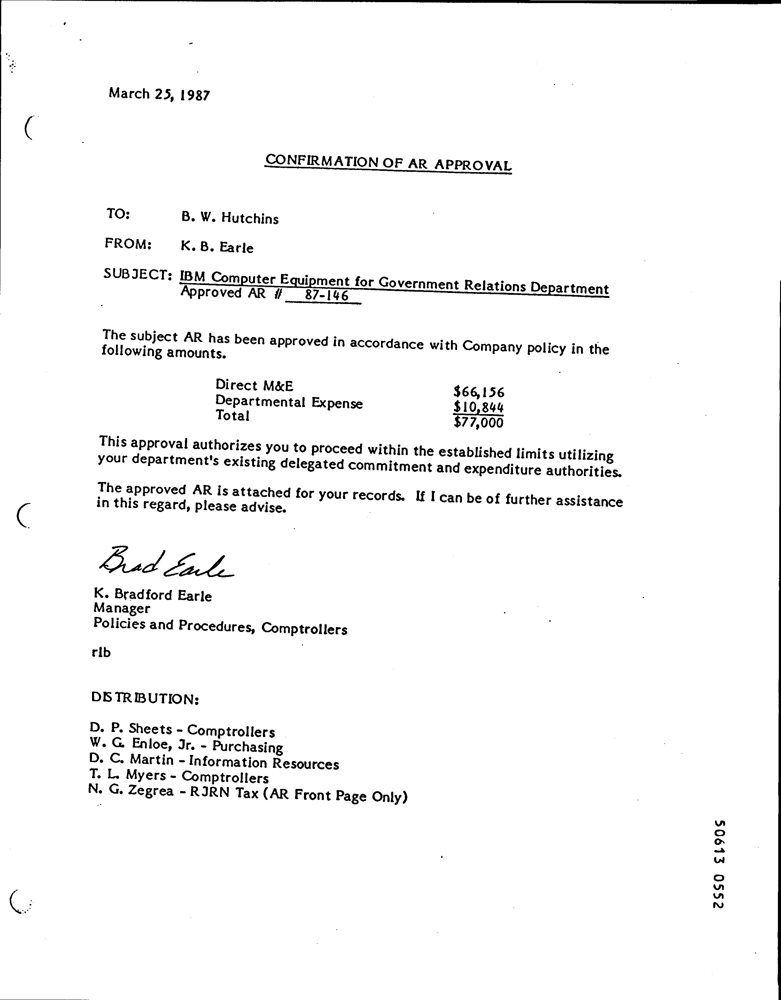 March 25, 1987
CONFIRMATION OF AR APPROVAL
TO: B. W. Hutchins
FROM: K. B. Earle
SUBJECT: IBM Computer Equipment for Government Relations Department
Approved AR # 87-146
The subject AR has been approved in accordance with Company policy in the
following amounts.
Direct M&E $66,156
Departmental Expense $10,844
Total $77,000
This approval authorizes you to proceed within the established limits utilizing
your department's existing delegated commitment and expenditure authorities.
The approved AR is attached for your records. If I can be of further assistance
in this regard, please advise.
Brad Earle
K. Bradford Earle
Manager
Policies and Procedures, Comptrollers
rlb
DISTRIBUTION:
D. P. Sheets - Comptrollers
W. G. Enloe, Jr. - Purchasing
D. C. Martin - Information Resources
T. L. Myers - Comptrollers
N. G. Zegrea - RJRN Tax (AR Front Page Only)
50613 0552